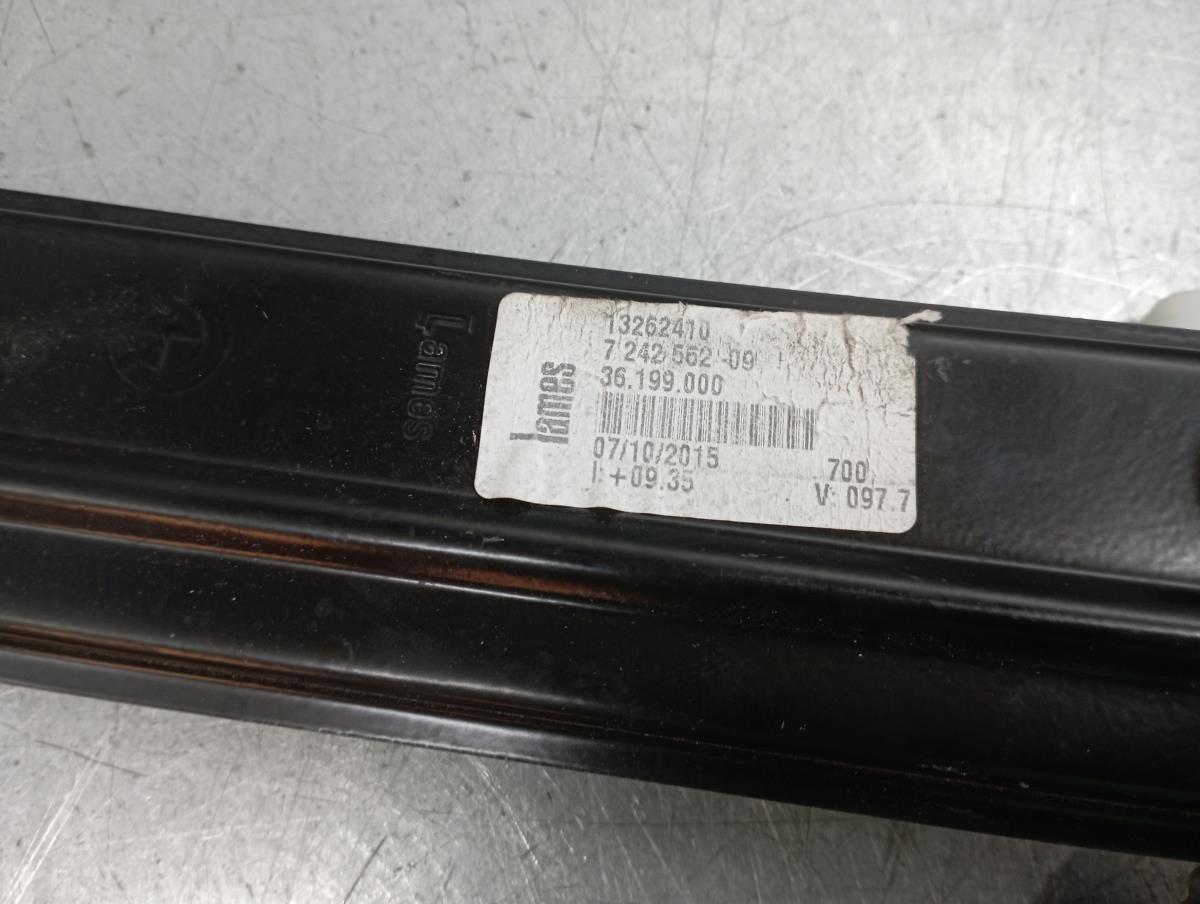 Lames
Lames
13262410
7 242 562 -09
36.199.000
07/10/2015
I: +09.35
700
V: 097.7